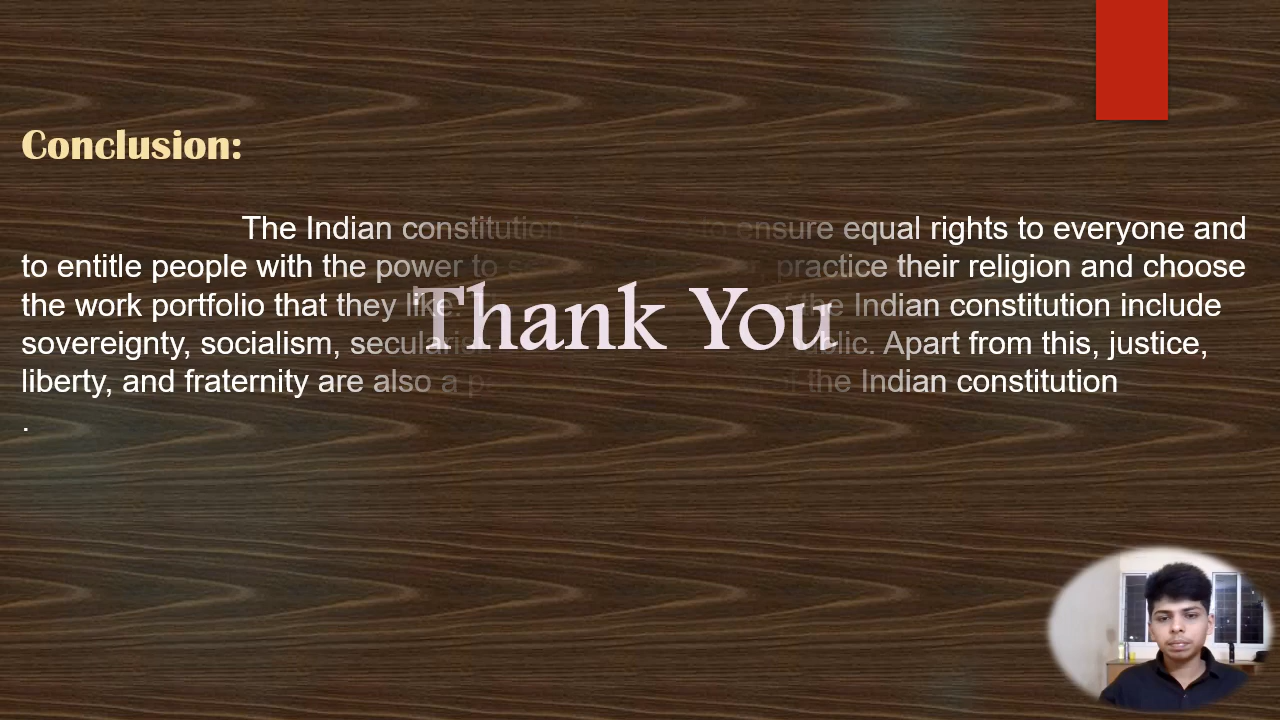 Conclusion:
The Indian constitution to ensure equal rights to everyone and
to entitle people with the power to practice their religion and choose
the work portfolio that they like. the Indian constitution include
Thank You
sovereignty, socialism, Apart from this, justice,
liberty, and fraternity are also a of the Indian constitution
.